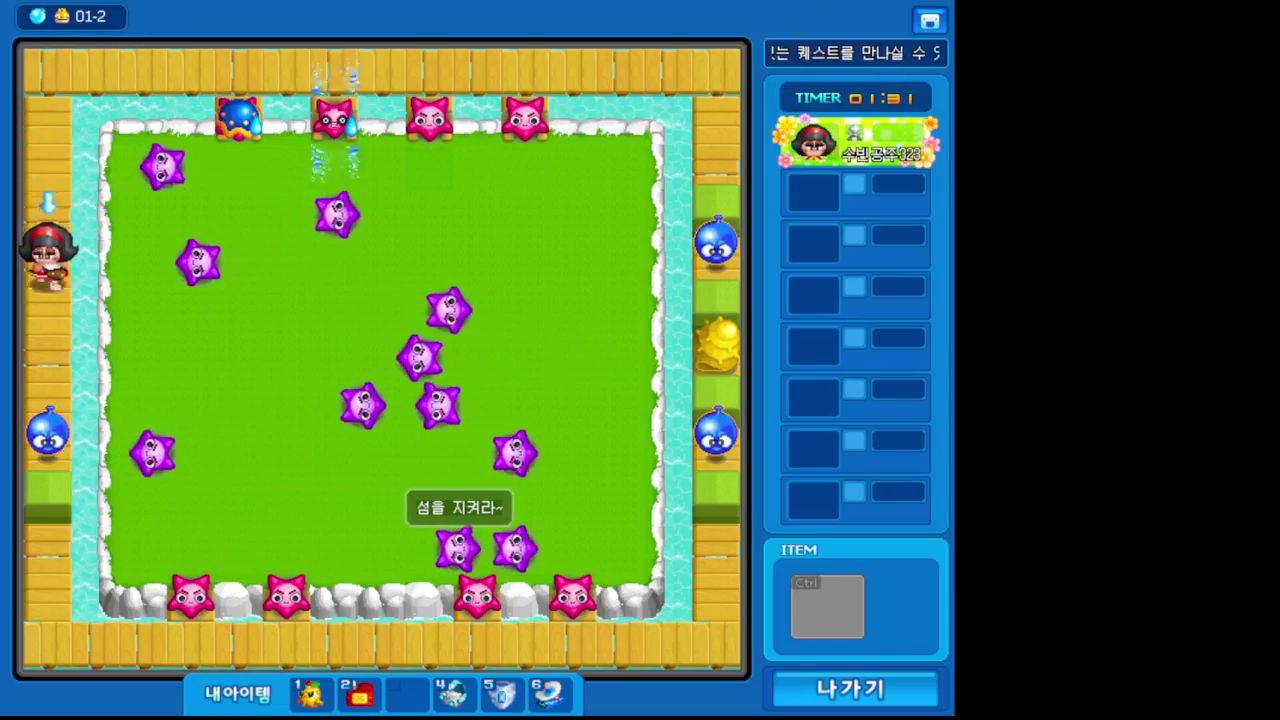 01-2
!는 퀘스트를 만나실 수
TIMER 01:31
수빈공주323
섬을 지켜라~
ITEM
Ctrl
내아이템 1 2 4 5 6
나가기